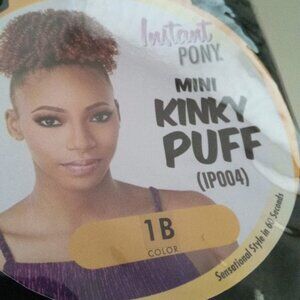 Instant
PONY
MINI
KINKY
PUFF
(IP004)
1B
COLOR
Sensational Style in 60 Seconds